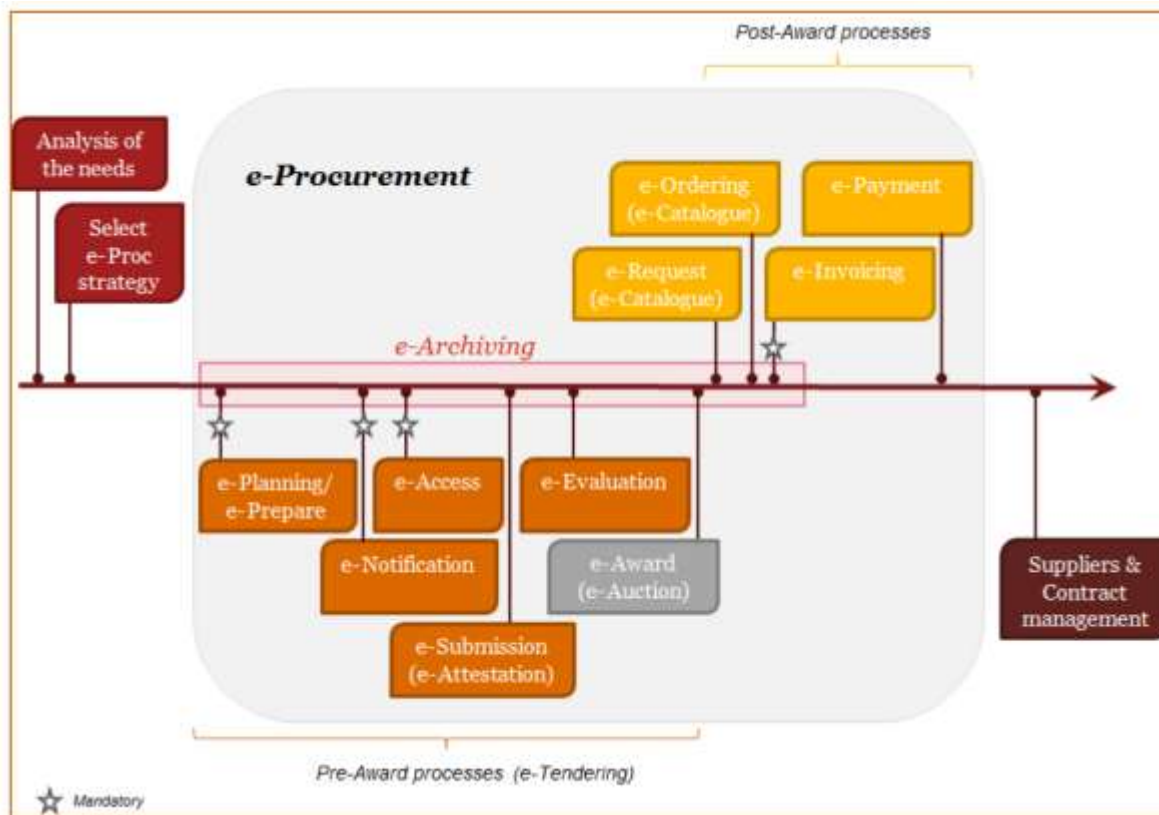 Post-Award processes
Analysis of
the needs
e-Procurement
e-Ordering
(e-Catalogue)
e-Payment
Select
e-Proc
strategy
e-Request
(e-Catalogue)
e-Invoicing
e-Archiving
e-Planning/
e-Prepare
e-Access
e-Evaluation
e-Notification
e-Award
(e-Auction)
Suppliers &
Contract
management
e-Submission
(e-Attestation)
Pre-Award processes (e-Tendering)
Mandatory